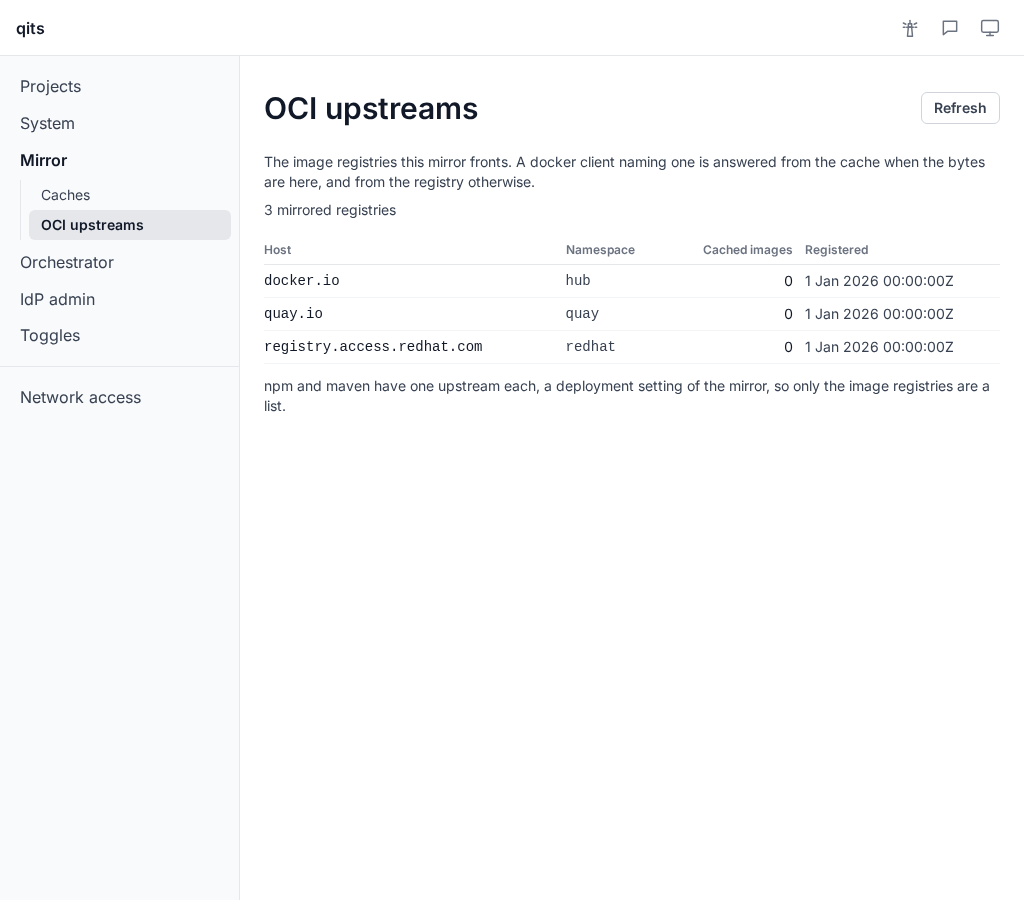 qits
Projects
System
Mirror
Caches
OCI upstreams
Orchestrator
IdP admin
Toggles
Network access
OCI upstreams
Refresh
The image registries this mirror fronts. A docker client naming one is answered from the cache when the bytes
are here, and from the registry otherwise.
3 mirrored registries
Host Namespace Cached images Registered
docker.io hub 0 1 Jan 2026 00:00:00Z
quay.io quay 0 1 Jan 2026 00:00:00Z
registry.access.redhat.com redhat 0 1 Jan 2026 00:00:00Z
npm and maven have one upstream each, a deployment setting of the mirror, so only the image registries are a
list.